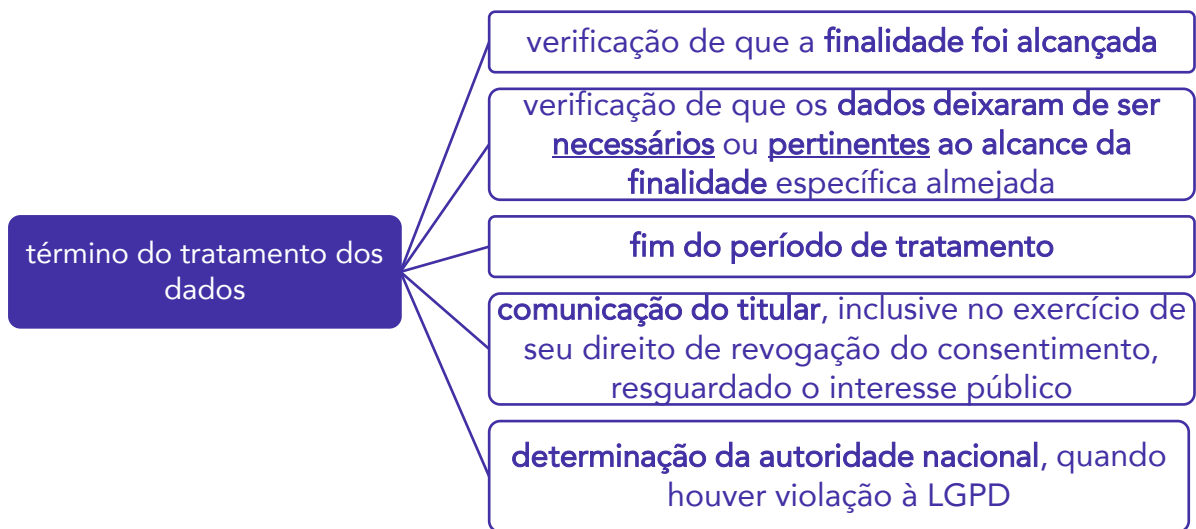 verificação de que a finalidade foi alcançada
verificação de que os dados deixaram de ser
necessários ou pertinentes ao alcance da
finalidade específica almejada
término do tratamento dos
dados
fim do período de tratamento
comunicação do titular, inclusive no exercício de
seu direito de revogação do consentimento,
resguardado o interesse público
determinação da autoridade nacional, quando
houver violação à LGPD